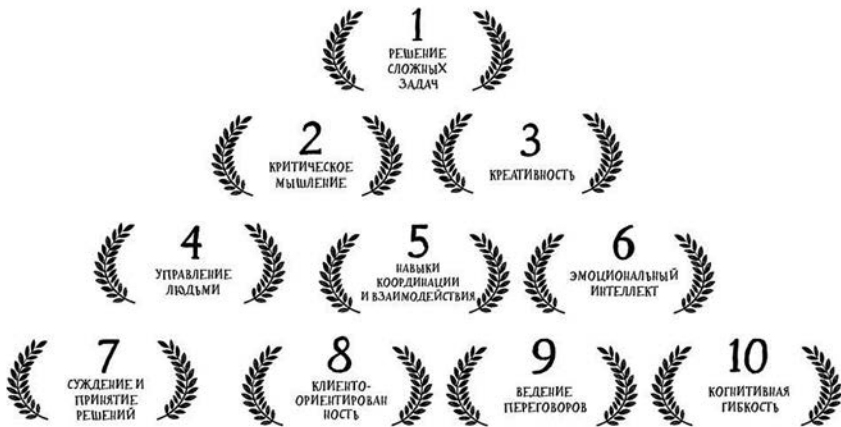 1
РЕШЕНИЕ
СЛОЖНЫХ
ЗАДАЧ
2
КРИТИЧЕСКОЕ
МЫШЛЕНИЕ
3
КРЕАТИВНОСТЬ
4
УПРАВЛЕНИЕ
ЛЮДЬМИ
5
НАВЫКИ
КООРДИНАЦИИ
И ВЗАИМОДЕЙСТВИЯ
6
ЭМОЦИОНАЛЬНЫЙ
ИНТЕЛЛЕКТ
7
СУЖДЕНИЕ И
ПРИНЯТИЕ
РЕШЕНИЙ
8
КЛИЕНТО-
ОРИЕНТИРОВАН
НОСТЬ
9
ВЕДЕНИЕ
ПЕРЕГОВОРОВ
10
КОГНИТИВНАЯ
ГИБКОСТЬ